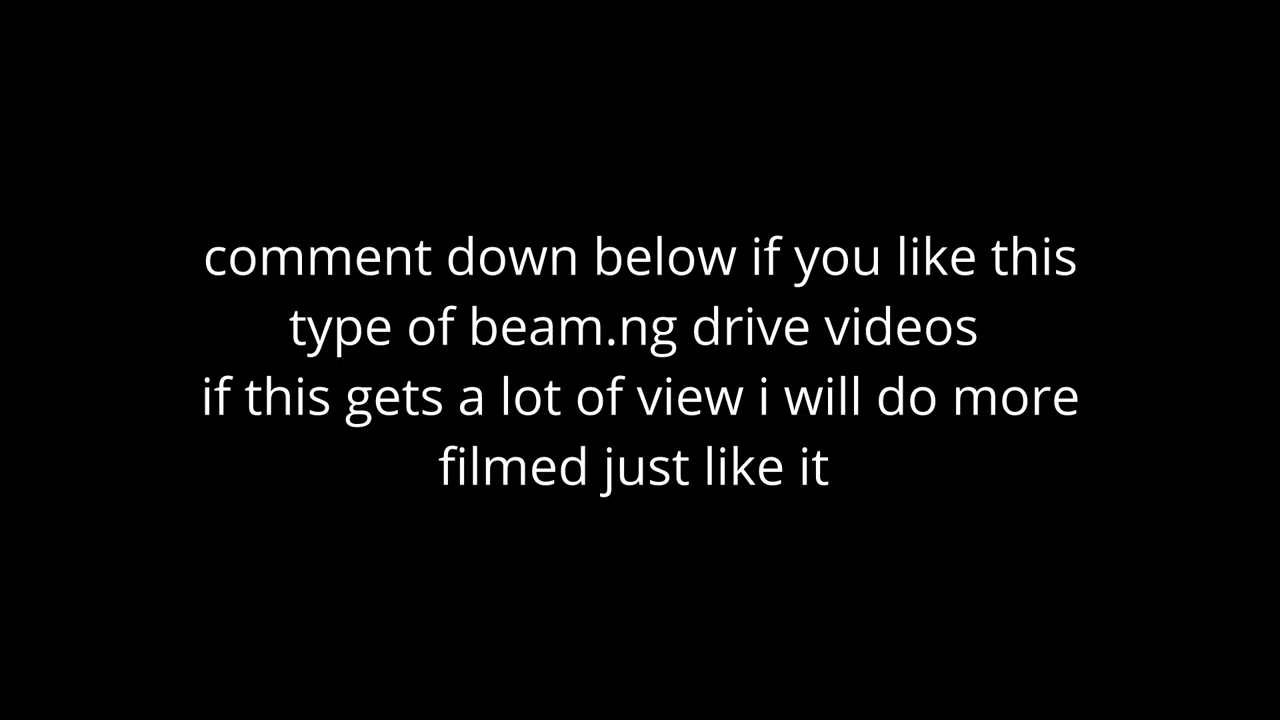 comment down below if you like this
type of beam.ng drive videos
if this gets a lot of view i will do more
filmed just like it